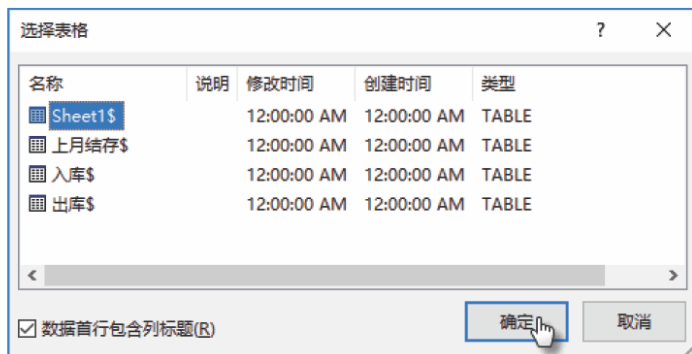 选择表格 ?
名称 说明 修改时间 创建时间 类型
Sheet1$ 12:00:00 AM 12:00:00 AM TABLE
上月结存$ 12:00:00 AM 12:00:00 AM TABLE
入库$ 12:00:00 AM 12:00:00 AM TABLE
出库$ 12:00:00 AM 12:00:00 AM TABLE
数据首行包含列标题(R) 确定 取消